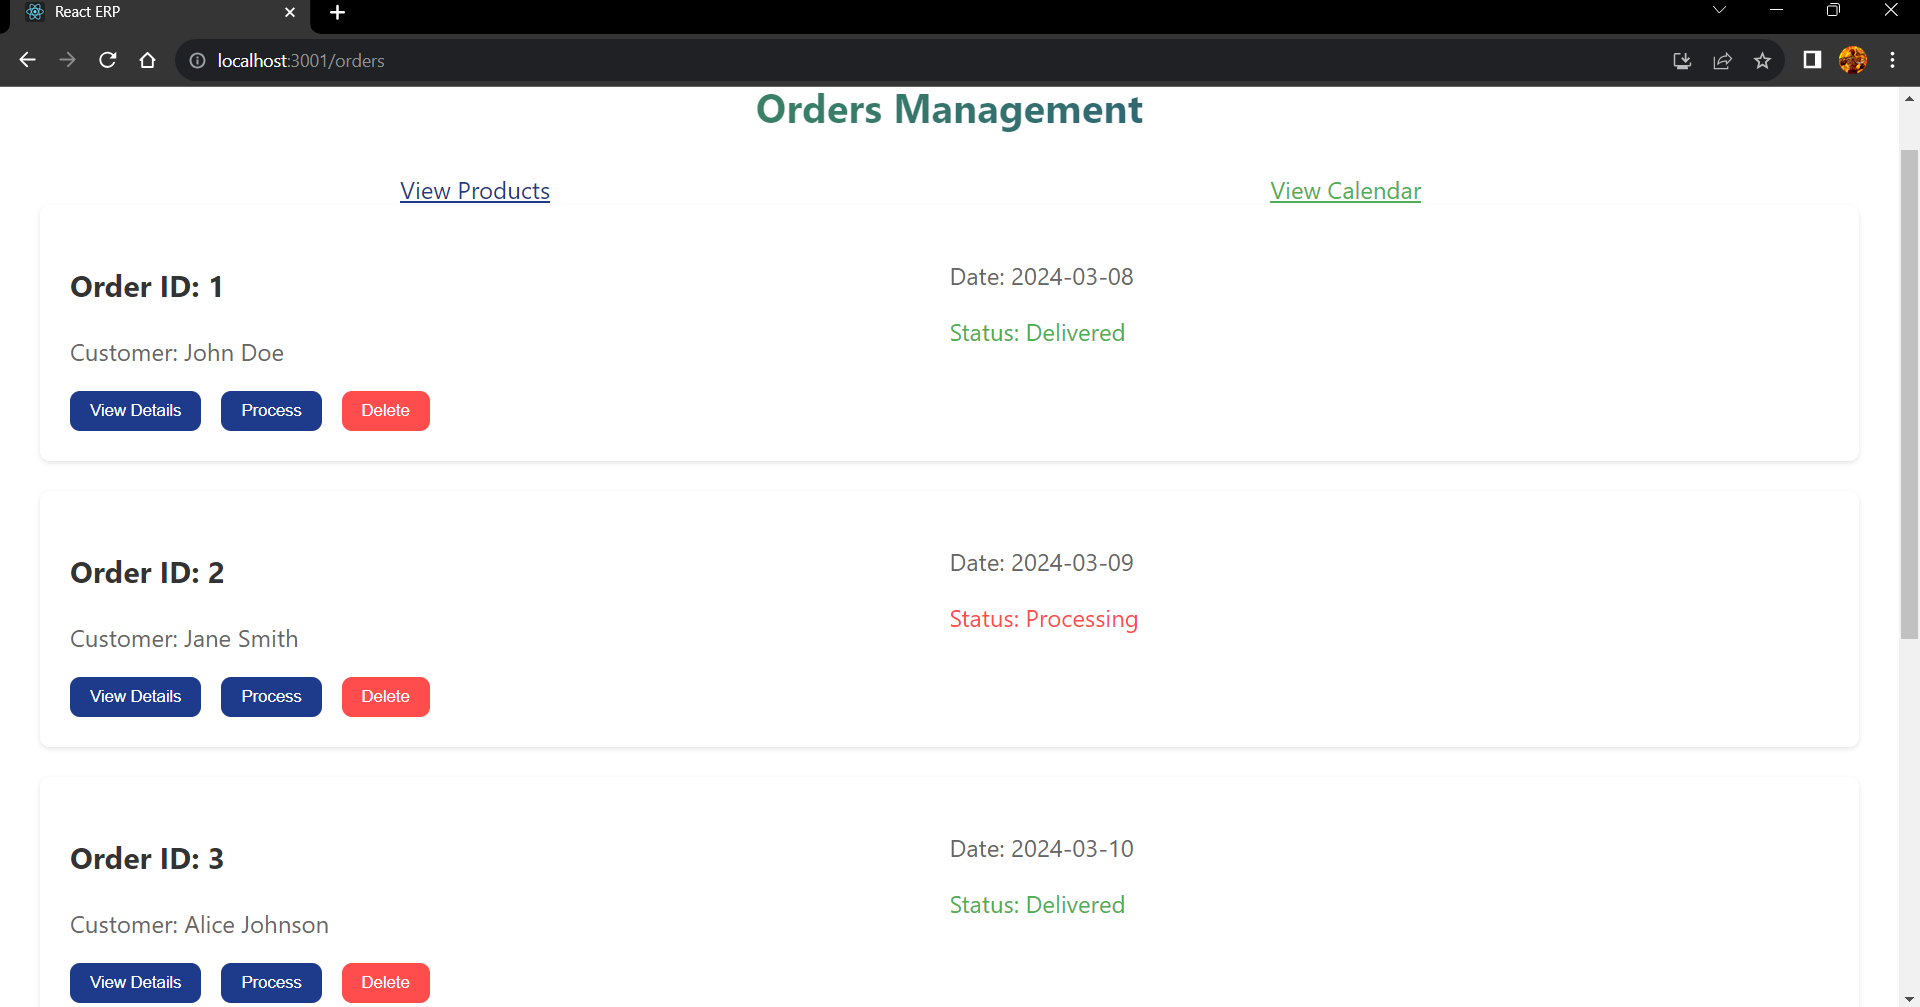 React ERP
localhost:3001/orders
Orders Management
View Products
View Calendar
Order ID: 1
Customer: John Doe
Date: 2024-03-08
Status: Delivered
View Details
Process
Delete
Order ID: 2
Customer: Jane Smith
Date: 2024-03-09
Status: Processing
View Details
Process
Delete
Order ID: 3
Customer: Alice Johnson
Date: 2024-03-10
Status: Delivered
View Details
Process
Delete